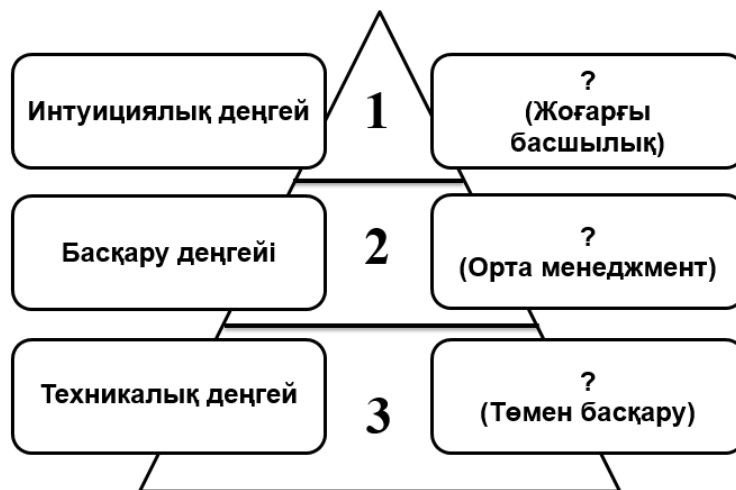 Интуициялық деңгей
1
?
(Жоғарғы
басшылық)
Басқару деңгейі
2
?
(Орта менеджмент)
Техникалық деңгей
3
?
(Төмен басқару)